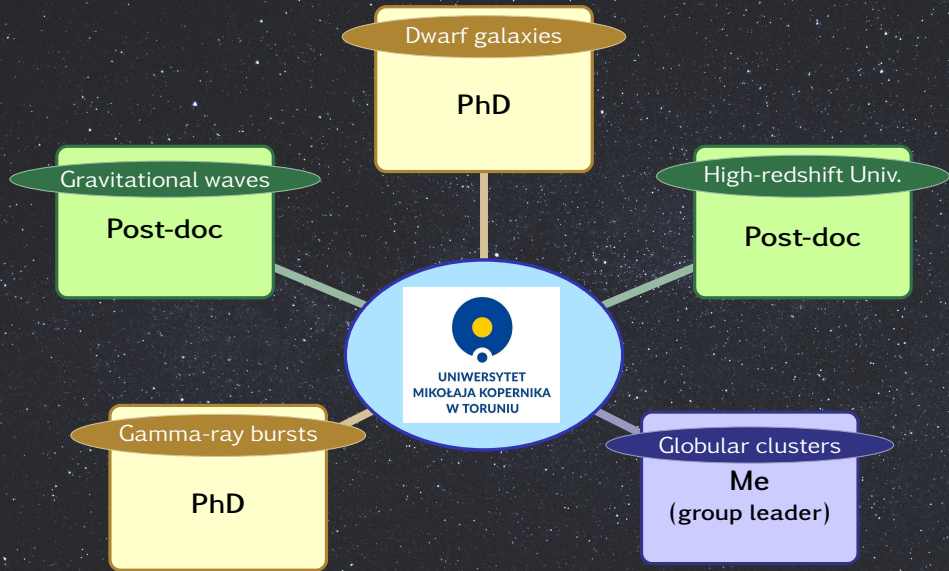 Dwarf galaxies
PhD
Gravitational waves
Post-doc
High-redshift Univ.
Post-doc
UNIWERSYTET
MIKOŁAJA KOPERNIKA
W TORUNIU
Gamma-ray bursts
PhD
Globular clusters
Me
(group leader)